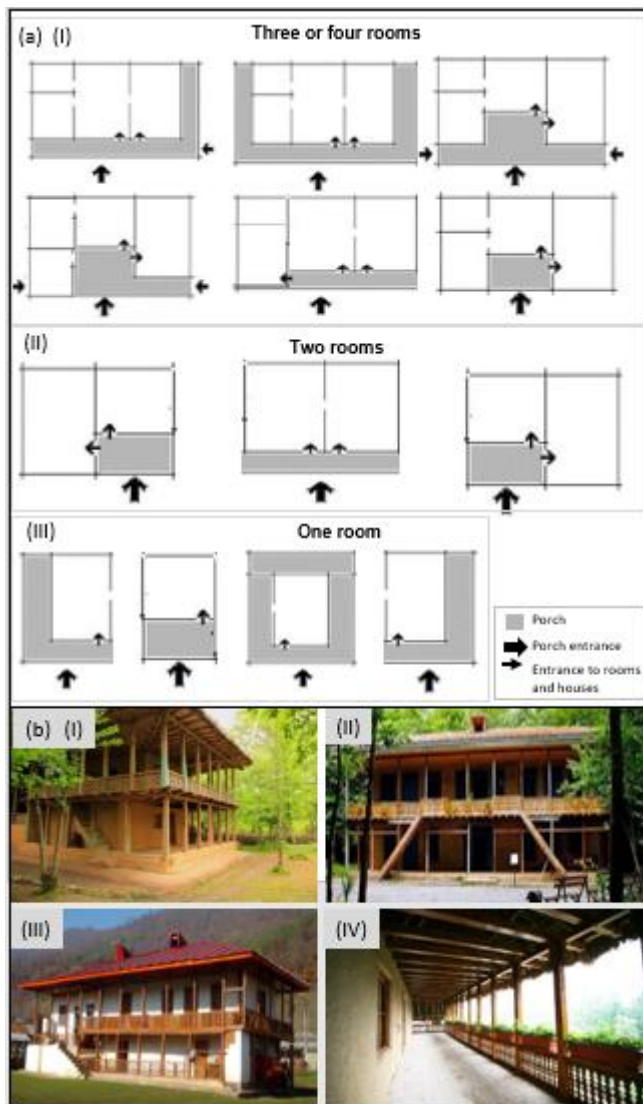 (a) (I)
Three or four rooms
(II)
Two rooms
(III)
One room
Porch
Porch entrance
Entrance to rooms
and houses
(b) (I)
(II)
(III)
(IV)